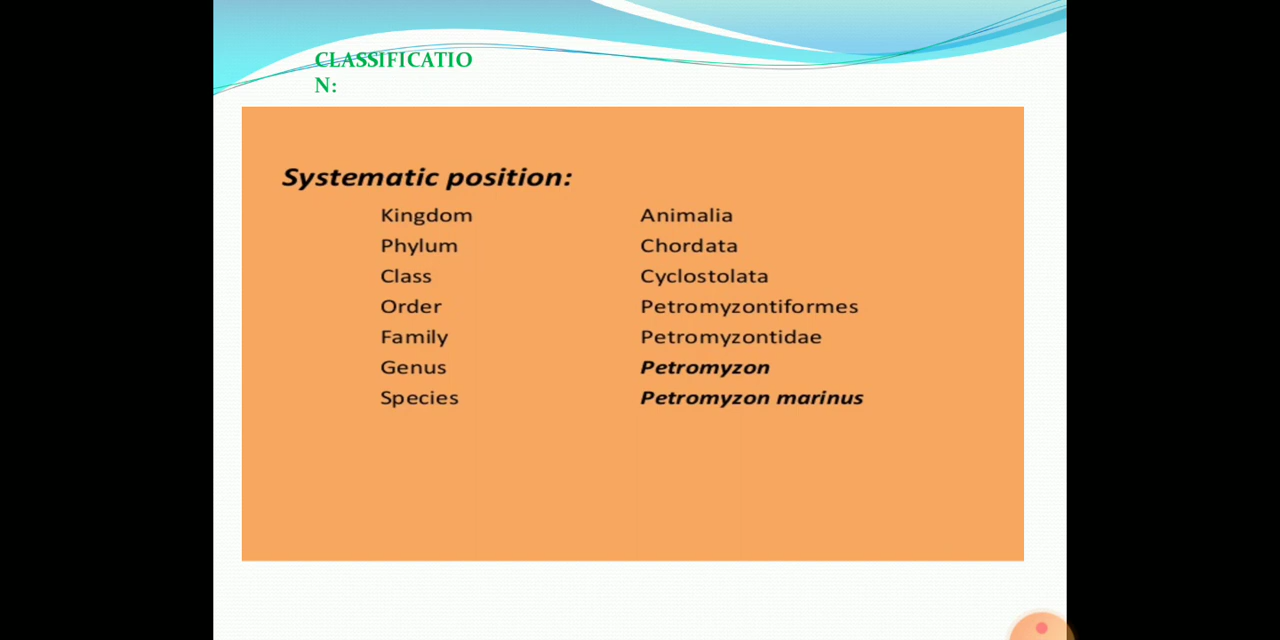 CLASSIFICATIO
N:
Systematic position:
Kingdom Animalia
Phylum Chordata
Class Cyclostolata
Order Petromyzontiformes
Family Petromyzontidae
Genus Petromyzon
Species Petromyzon marinus